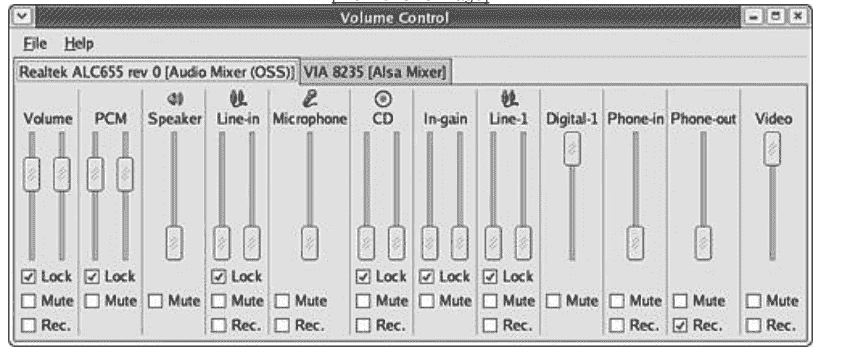 Volume Control
File Help
Realtek ALC655 rev 0 [Audio Mixer (OSS)] VIA 8235 [Alsa Mixer]
Volume PCM Speaker Line-in Microphone CD In-gain Line-1 Digital-1 Phone-in Phone-out Video
Lock Lock Lock Lock Lock Lock
Mute Mute Mute Mute Mute Mute Mute Mute Mute Mute Mute Mute
Rec. Rec. Rec. Rec. Rec. Rec. Rec. Rec.